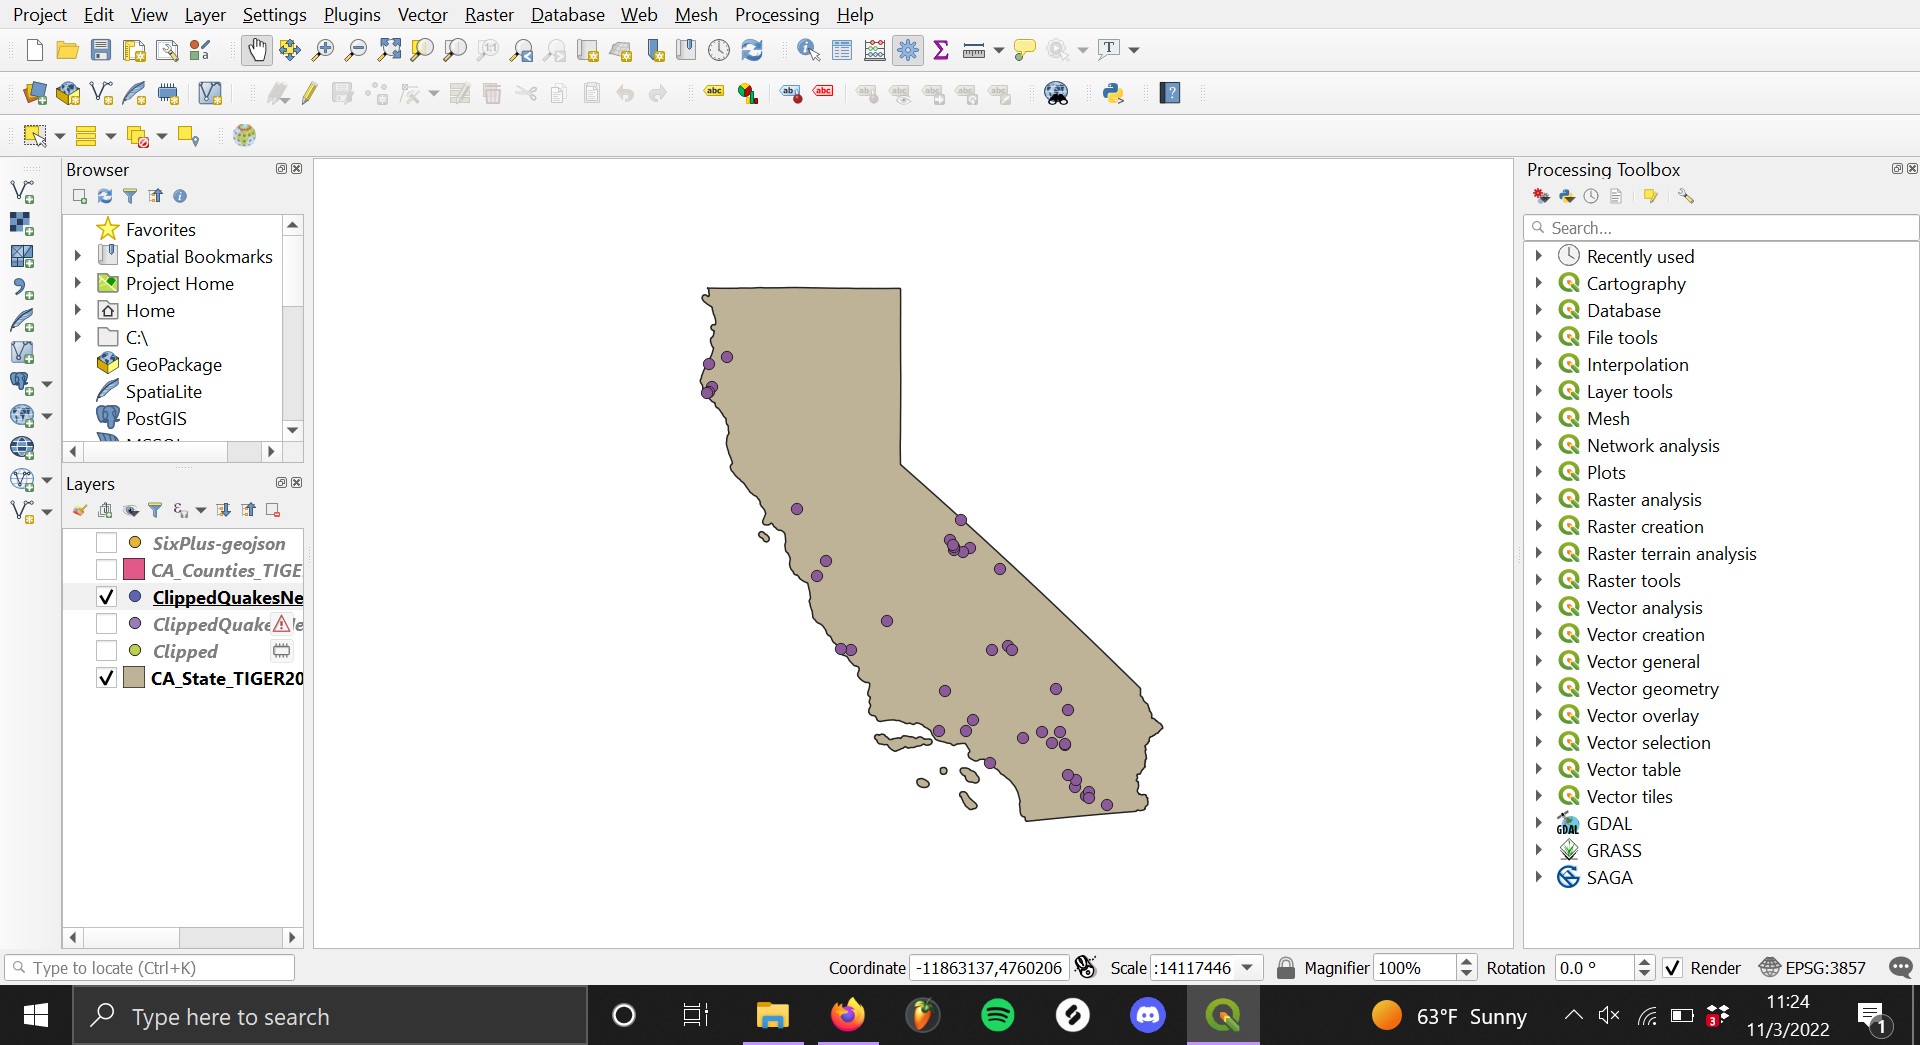 Project Edit View Layer Settings Plugins Vector Raster Database Web Mesh Processing Help
Browser
Favorites
Spatial Bookmarks
Project Home
Home
C:\
GeoPackage
SpatiaLite
PostGIS
Layers
SixPlus-geojson
CA_Counties_TIGE
ClippedQuakesNe
ClippedQuake
Clipped
CA_State_TIGER20
Processing Toolbox
Search...
Recently used
Cartography
Database
File tools
Interpolation
Layer tools
Mesh
Network analysis
Plots
Raster analysis
Raster creation
Raster terrain analysis
Raster tools
Vector analysis
Vector creation
Vector general
Vector geometry
Vector overlay
Vector selection
Vector table
Vector tiles
GDAL
GRASS
SAGA
Type to locate (Ctrl+K) Coordinate -11863137,4760206 Scale :14117446 Magnifier 100% Rotation 0.0 ° Render EPSG:3857
Type here to search 63°F Sunny 3 11:24
11/3/2022 1